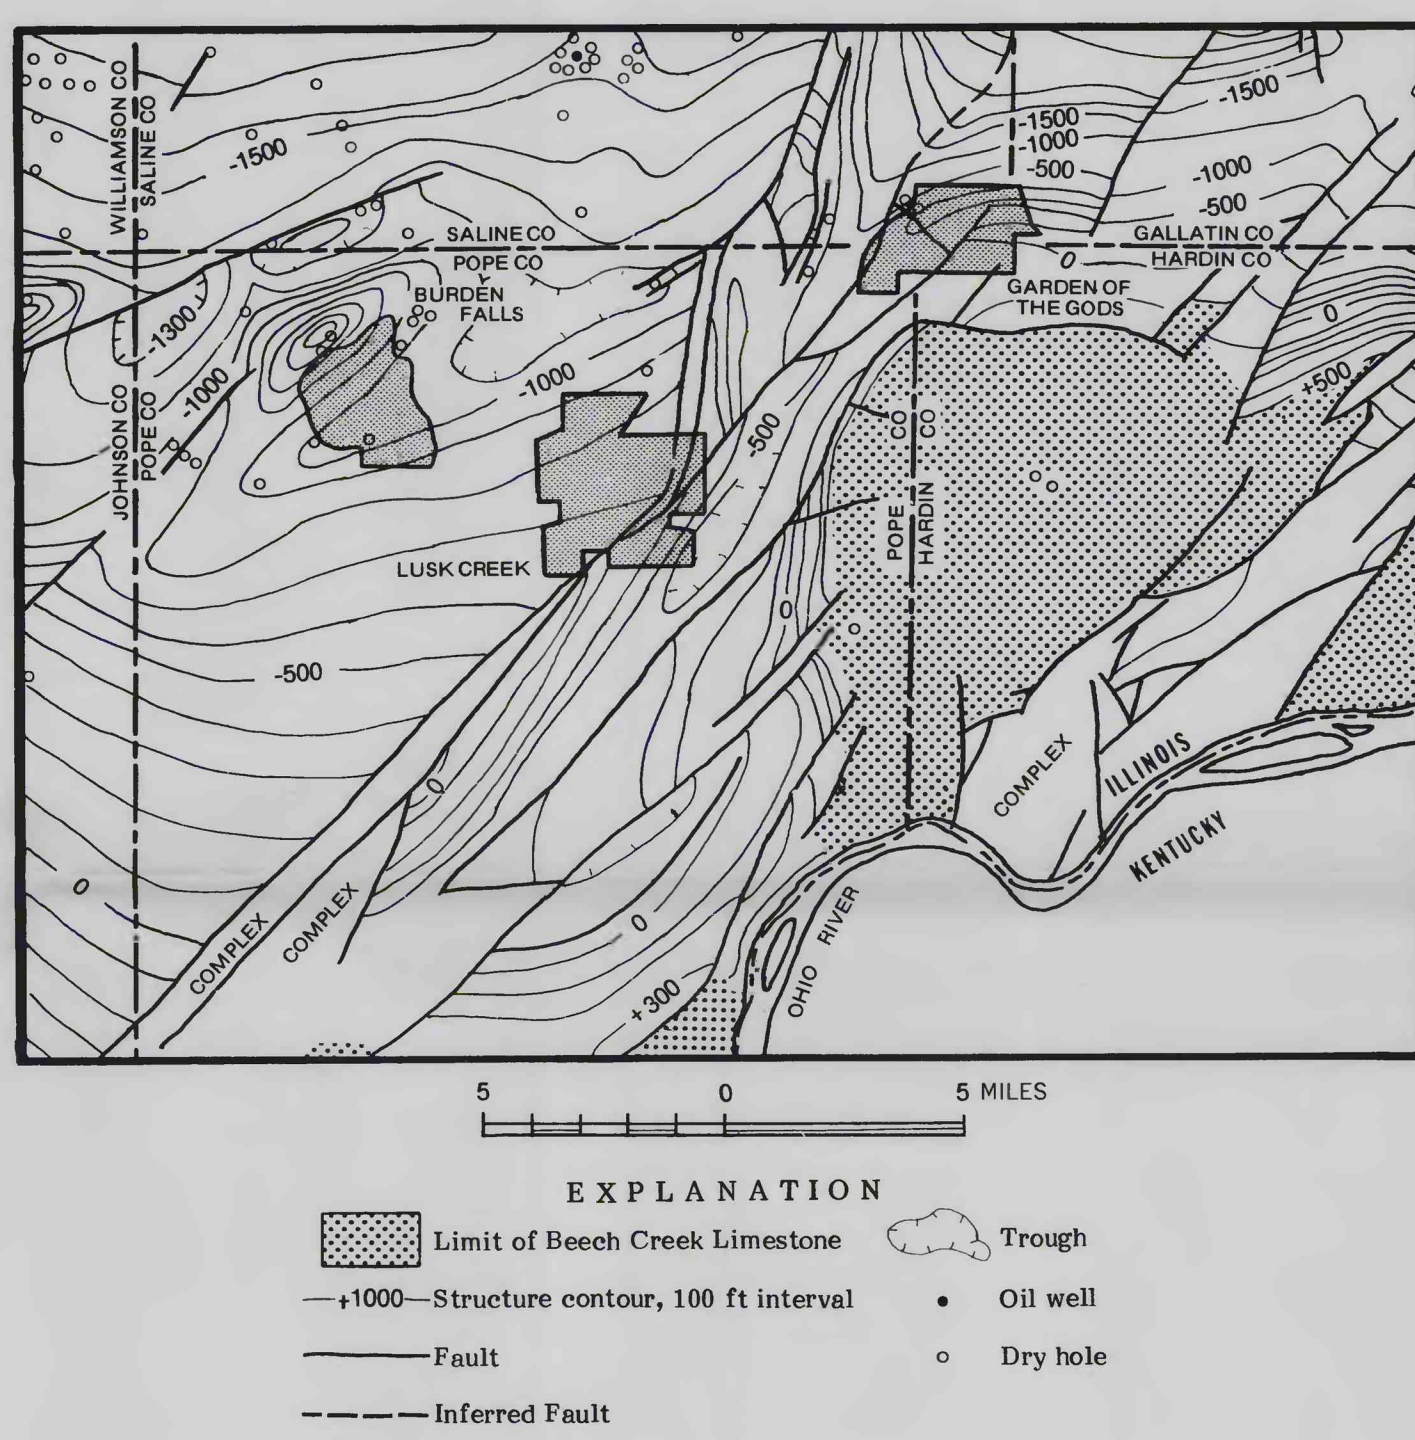 WILLIAMSON CO
SALINE CO
-1500
-1500
-1500
-1000
-500
-1000
-500
SALINE CO
POPE CO
GALLATIN CO
HARDIN CO
0
BURDEN
FALLS
GARDEN OF
THE GODS
-1300
0
-1000
-1000
+500
JOHNSON CO
POPE CO
-500
POPE CO
HARDIN CO
LUSK CREEK
0
-500
COMPLEX
ILLINOIS
0
KENTUCKY
0
COMPLEX
COMPLEX
0
RIVER
OHIO
+300
5 0 5 MILES
EXPLANATION
Limit of Beech Creek Limestone
Trough
+1000
Structure contour, 100 ft interval
Oil well
Fault
Dry hole
Inferred Fault